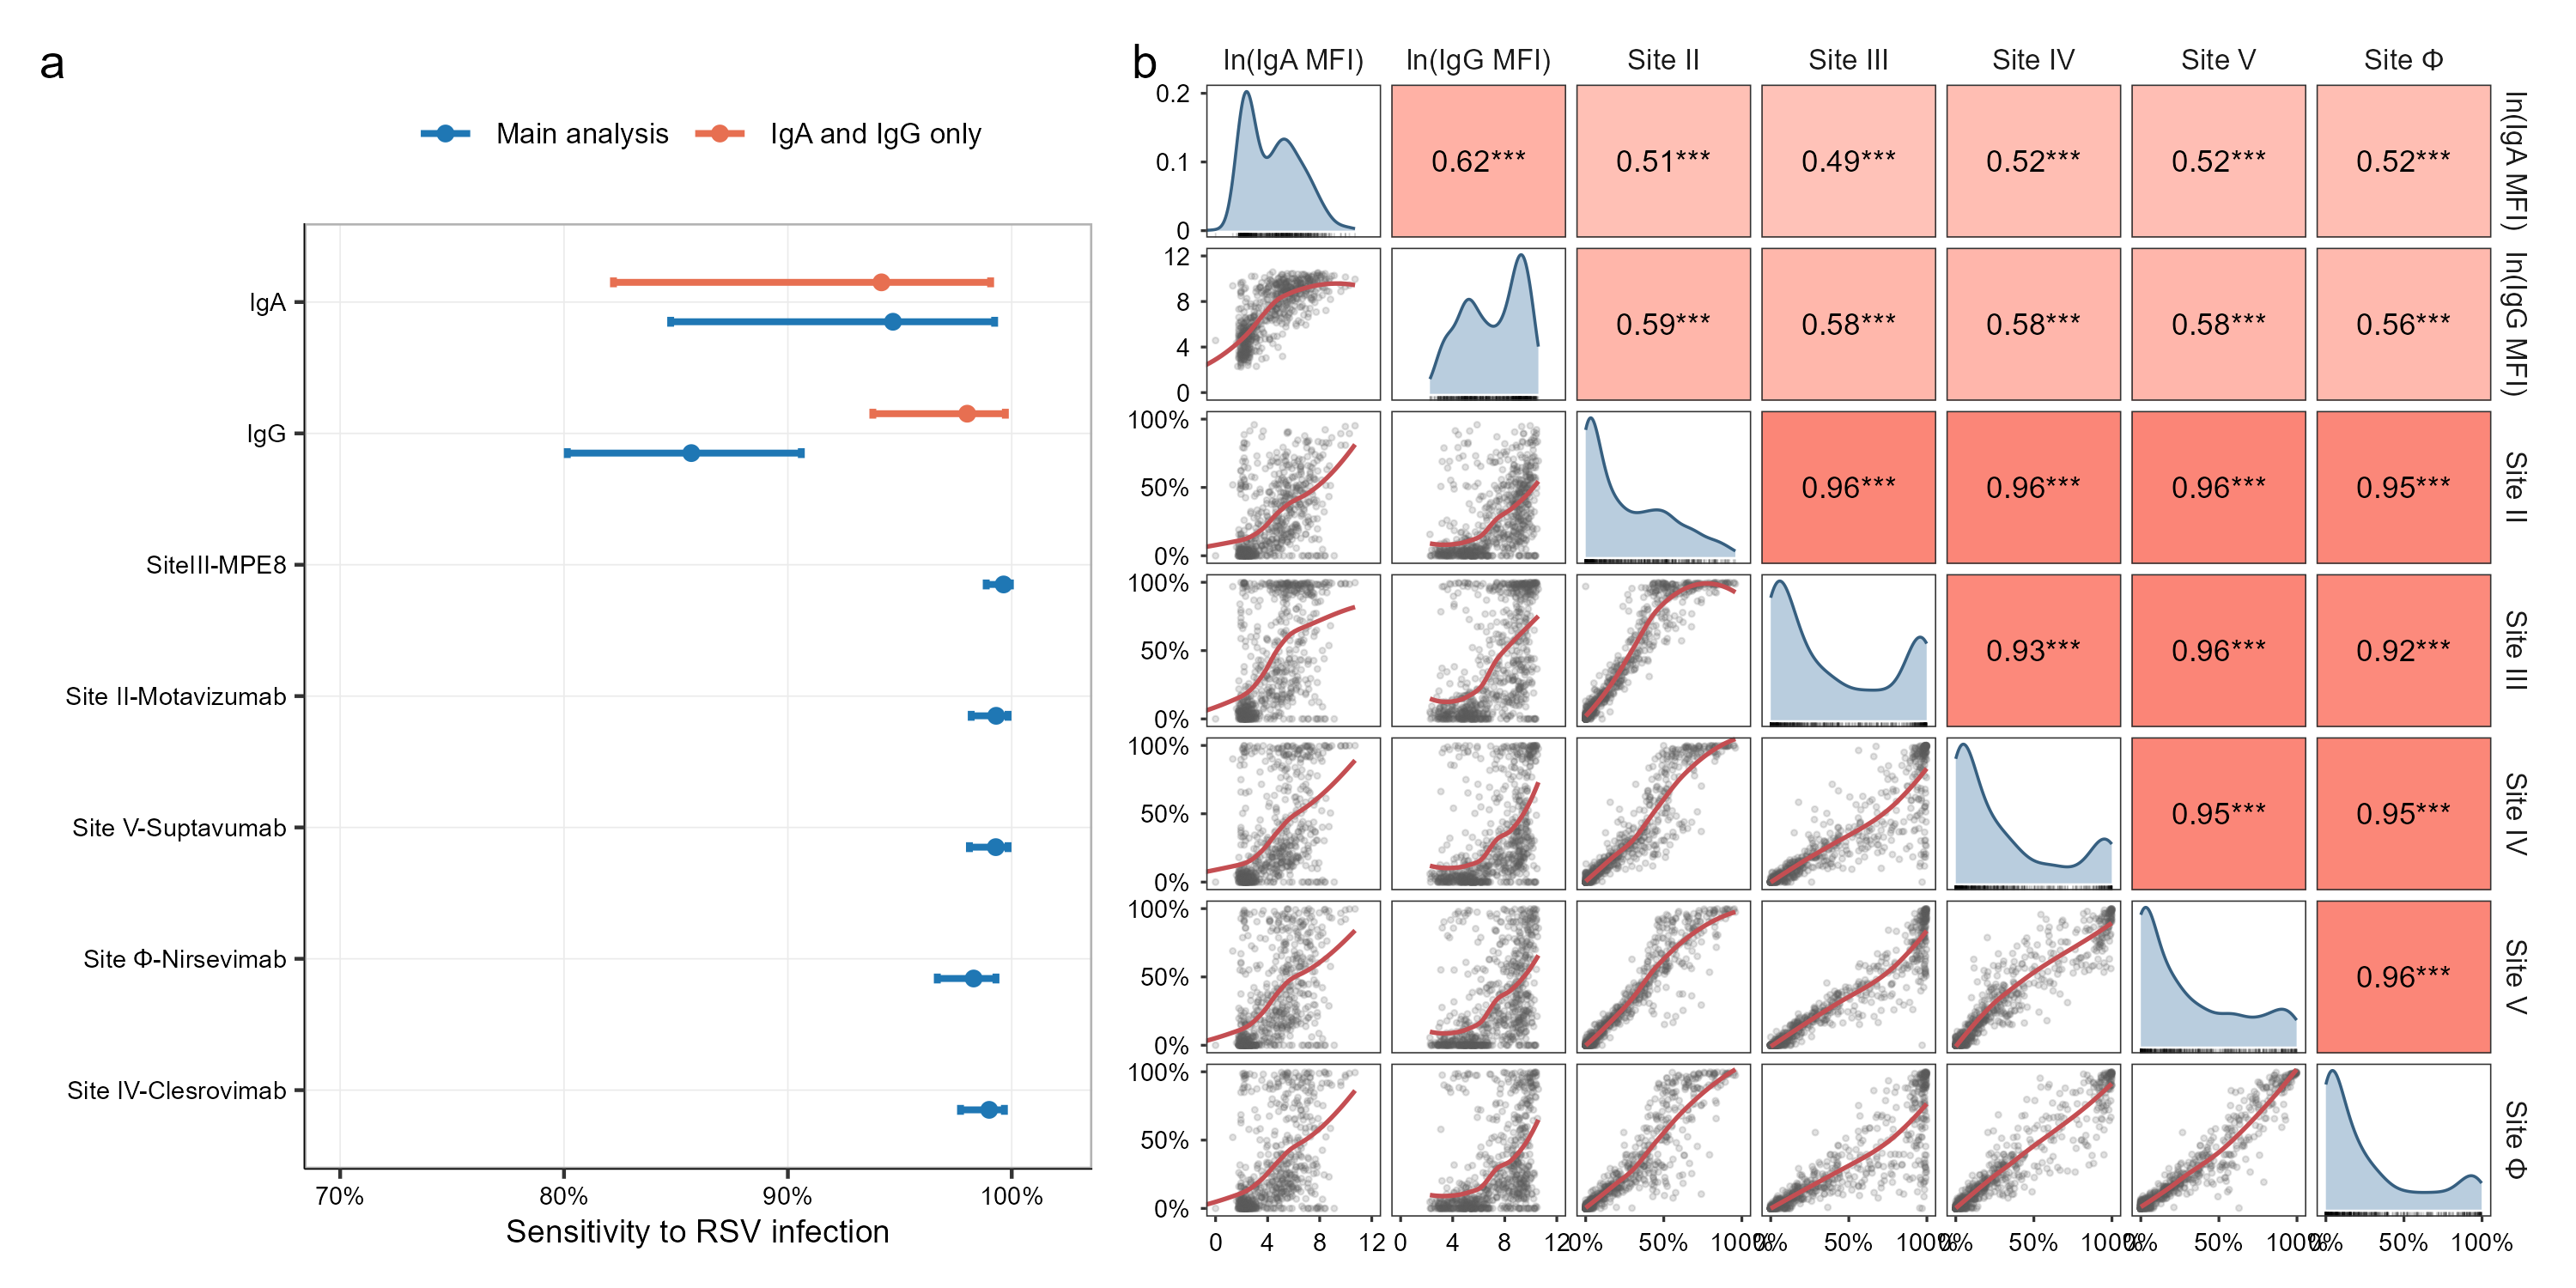 a
Main analysis
IgA and IgG only
IgA
IgG
SiteIII-MPE8
Site II-Motavizumab
Site V-Suptavumab
Site Φ-Nirsevimab
Site IV-Clesrovimab
70% 80% 90% 100%
Sensitivity to RSV infection
b
ln(IgA MFI) ln(IgG MFI) Site II Site III Site IV Site V Site Φ
0.2
0.1
0
0.62*** 0.51*** 0.49*** 0.52*** 0.52*** 0.52***
ln(IgA MFI)
12
8
4
0
0.59*** 0.58*** 0.58*** 0.58*** 0.56***
ln(IgG MFI)
100%
50%
0%
0.96*** 0.96*** 0.96*** 0.95***
Site II
100%
50%
0%
0.93*** 0.96*** 0.92***
Site III
100%
50%
0%
0.95*** 0.95***
Site IV
100%
50%
0%
0.96***
Site V
100%
50%
0%
Site Φ
0 4 8 12 0 4 8 12 0% 50% 100% 0% 50% 100% 0% 50% 100% 0% 50% 100% 0% 50% 100%